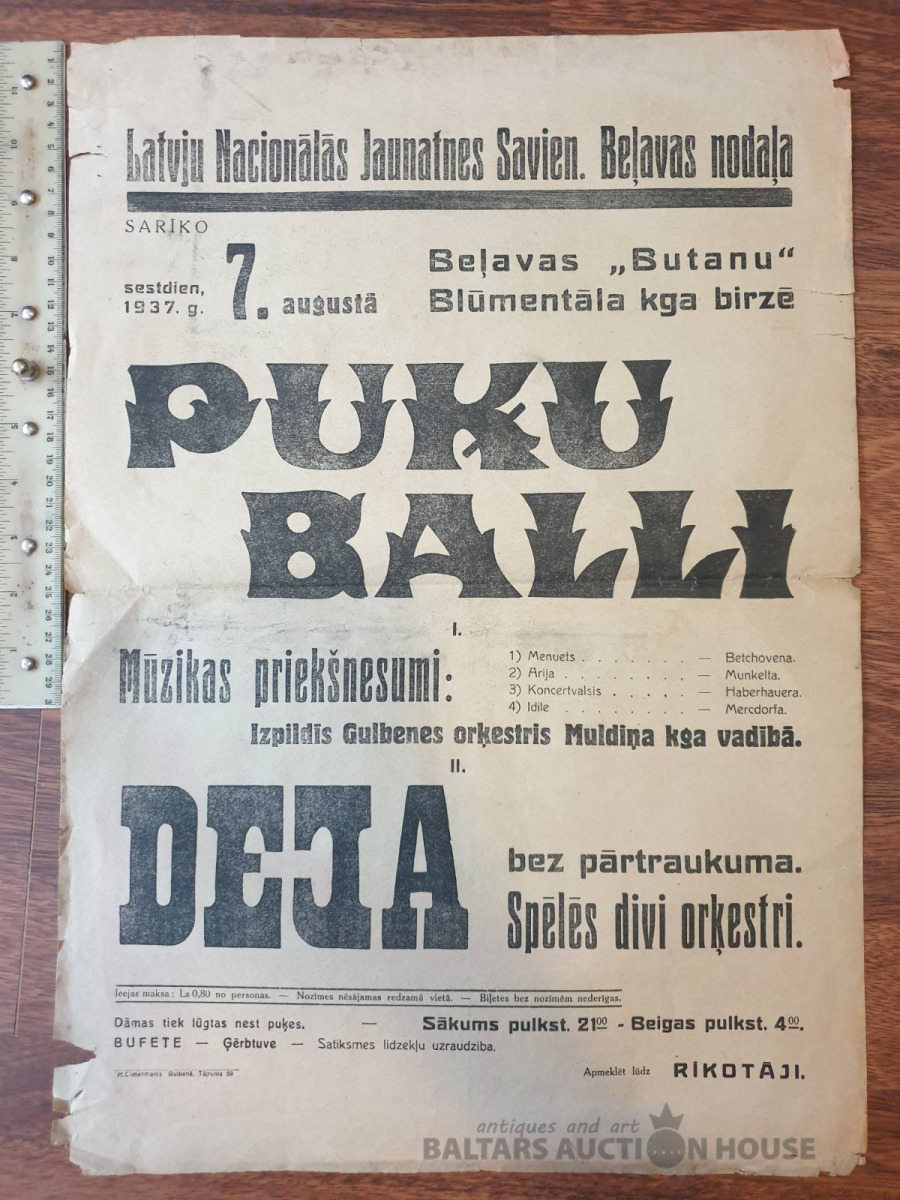 Latvju Nacionālās Jaunatnes Savien. Beļavas nodaļa
SARĪKO
sestdien,
1937. g. 7. augustā
Beļavas „Butanu“
Blūmentāla kga birzē
PUĶU
BALLI
I.
Mūzikas priekšnesumi:
1) Menuets . . . . . . . — Betchovena.
2) Arija . . . . . . . . — Munkelta.
3) Koncertvalsis . . . . . — Haberhauera.
4) Idile . . . . . . . . — Mercdorfa.
Izpildīs Gulbenes orķestris Muldiņa kga vadībā.
II.
DEJA
bez pārtraukuma.
Spēlēs divi orķestri.
Ieejas maksa: Ls 0,80 no personas. — Nozīmes nēsājamas redzamā vietā. — Biļetes bez nozīmēm nederīgas.
Dāmas tiek lūgtas nest puķes. — Sākums pulkst. 21⁰⁰ - Beigas pulkst. 4⁰⁰.
BUFETE — Ģērbtuve — Satiksmes līdzekļu uzraudzība.
H. Cimermanis Gulbenē, Tālrunis 59
Apmeklēt lūdz RĪKOTĀJI.
antiques and art
BALTARS AUCTION HOUSE